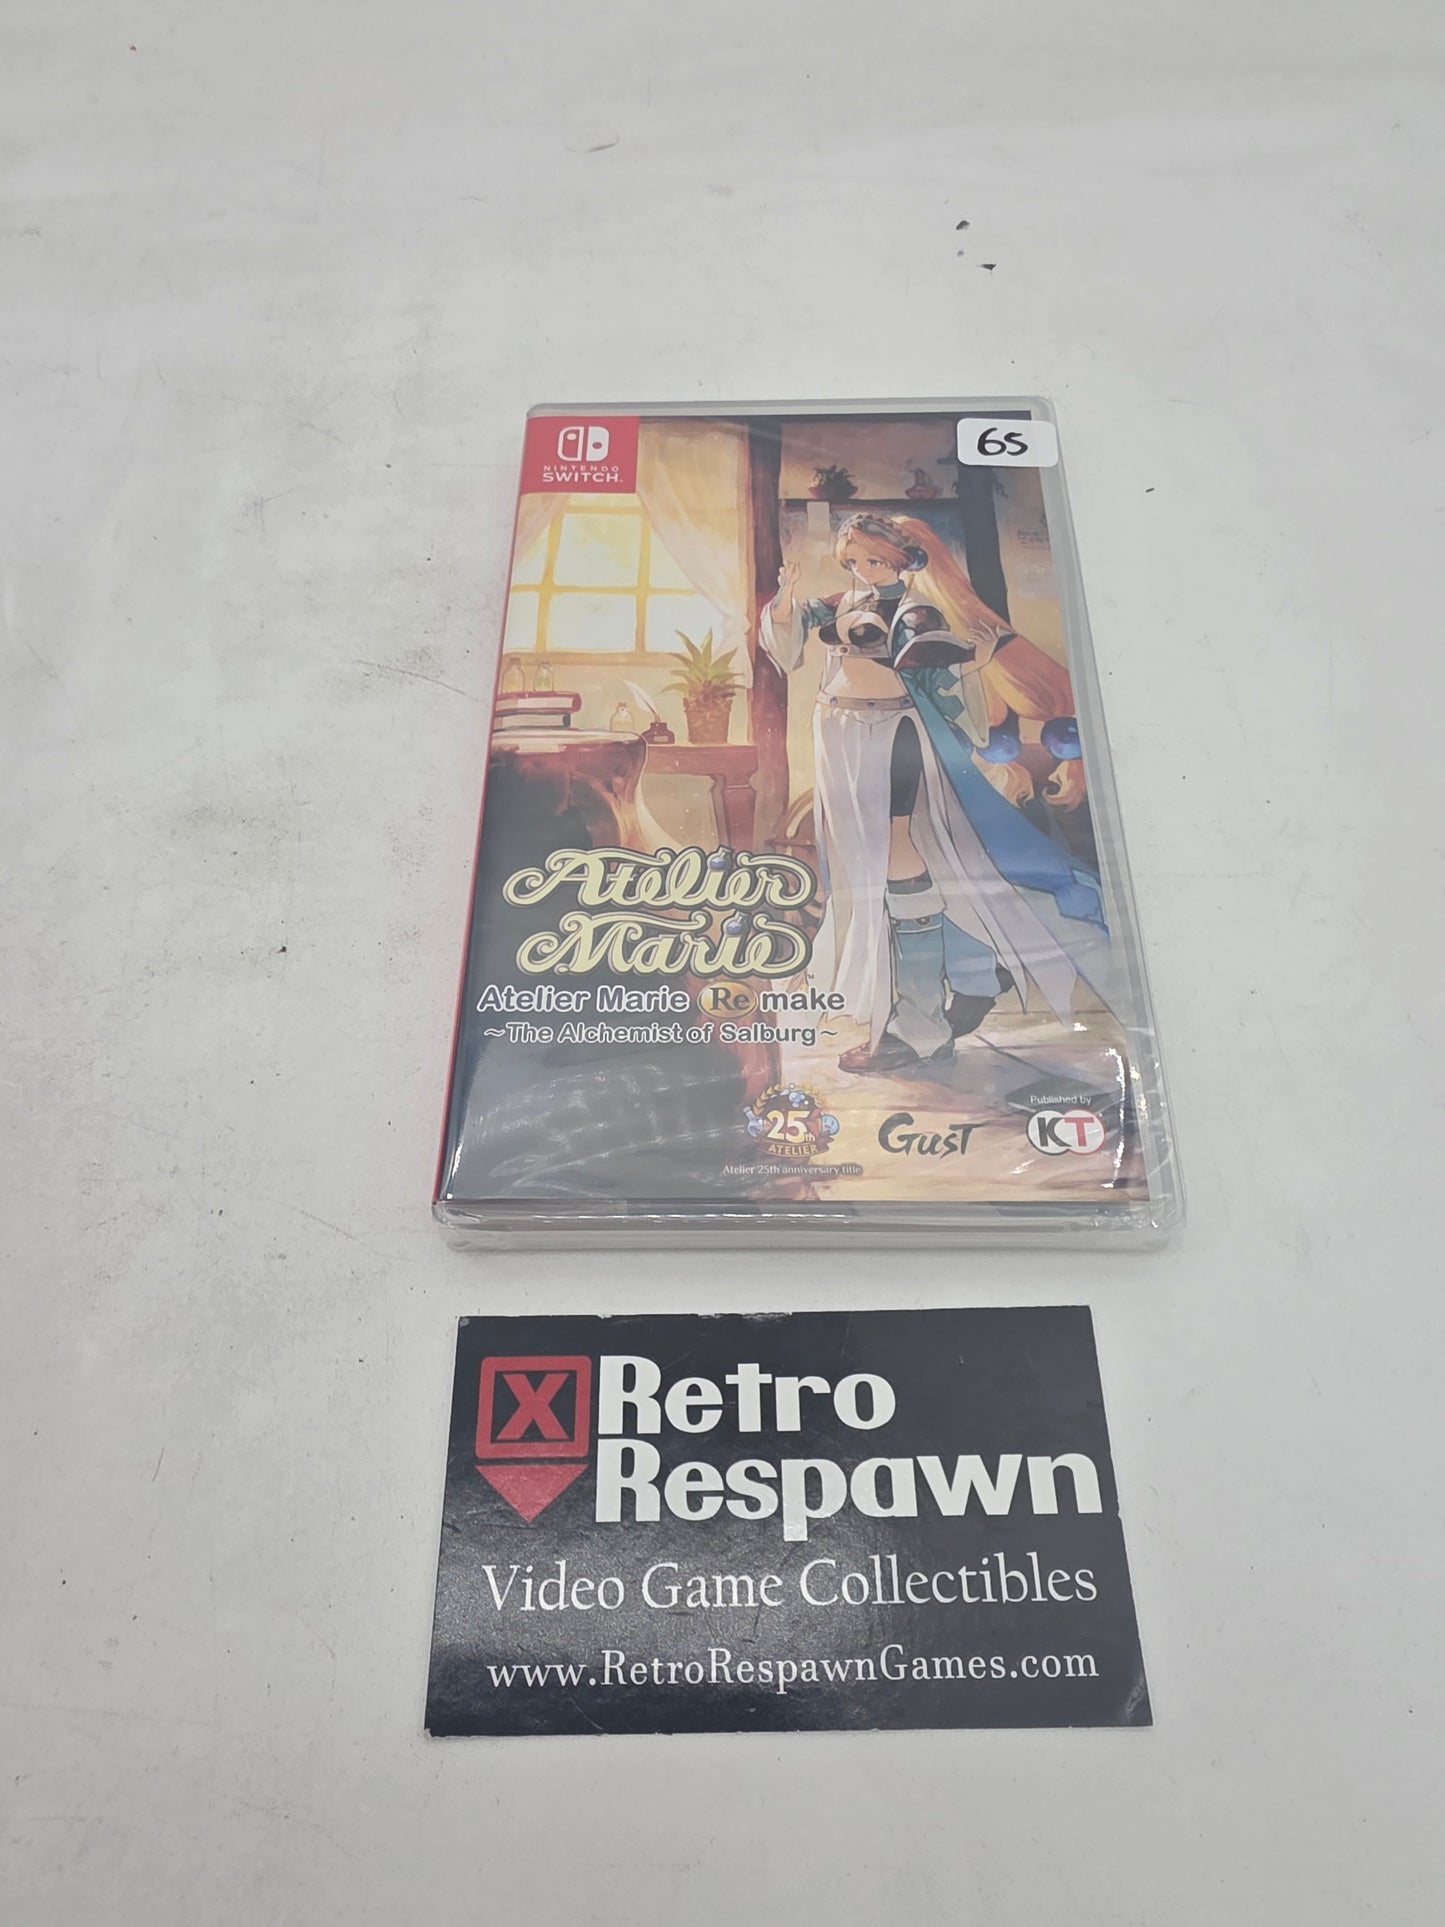 NINTENDO
SWITCH
65
Atelier
Marie
Atelier Marie Remake
~The Alchemist of Salburg~
25th
ATELIER
Atelier 25th anniversary title
GUST
Published by
KT
X Retro
Respawn
Video Game Collectibles
www.RetroRespawnGames.com